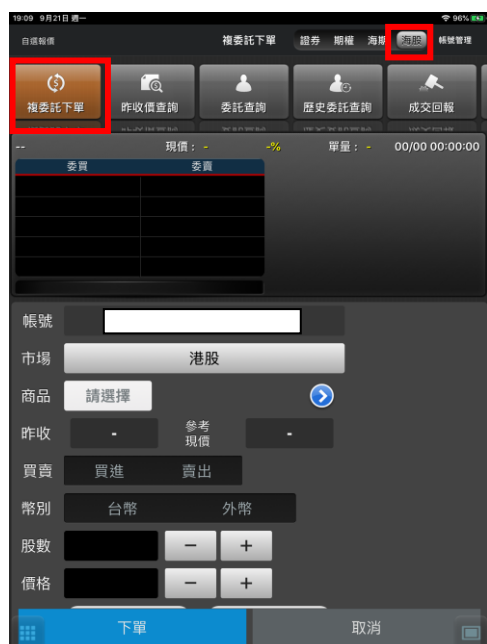 19:09 9月21日 週一 96%
自選報價 複委託下單 證券 期權 海期 海股 帳號管理
複委託下單 昨收價查詢 委託查詢 歷史委託查詢 成交回報
-- 現價： - -% 單量： - 00/00 00:00:00
委買 委賣
帳號
市場 港股
商品 請選擇
昨收 - 參考現價 -
買賣 買進 賣出
幣別 台幣 外幣
股數 − +
價格 − +
下單 取消